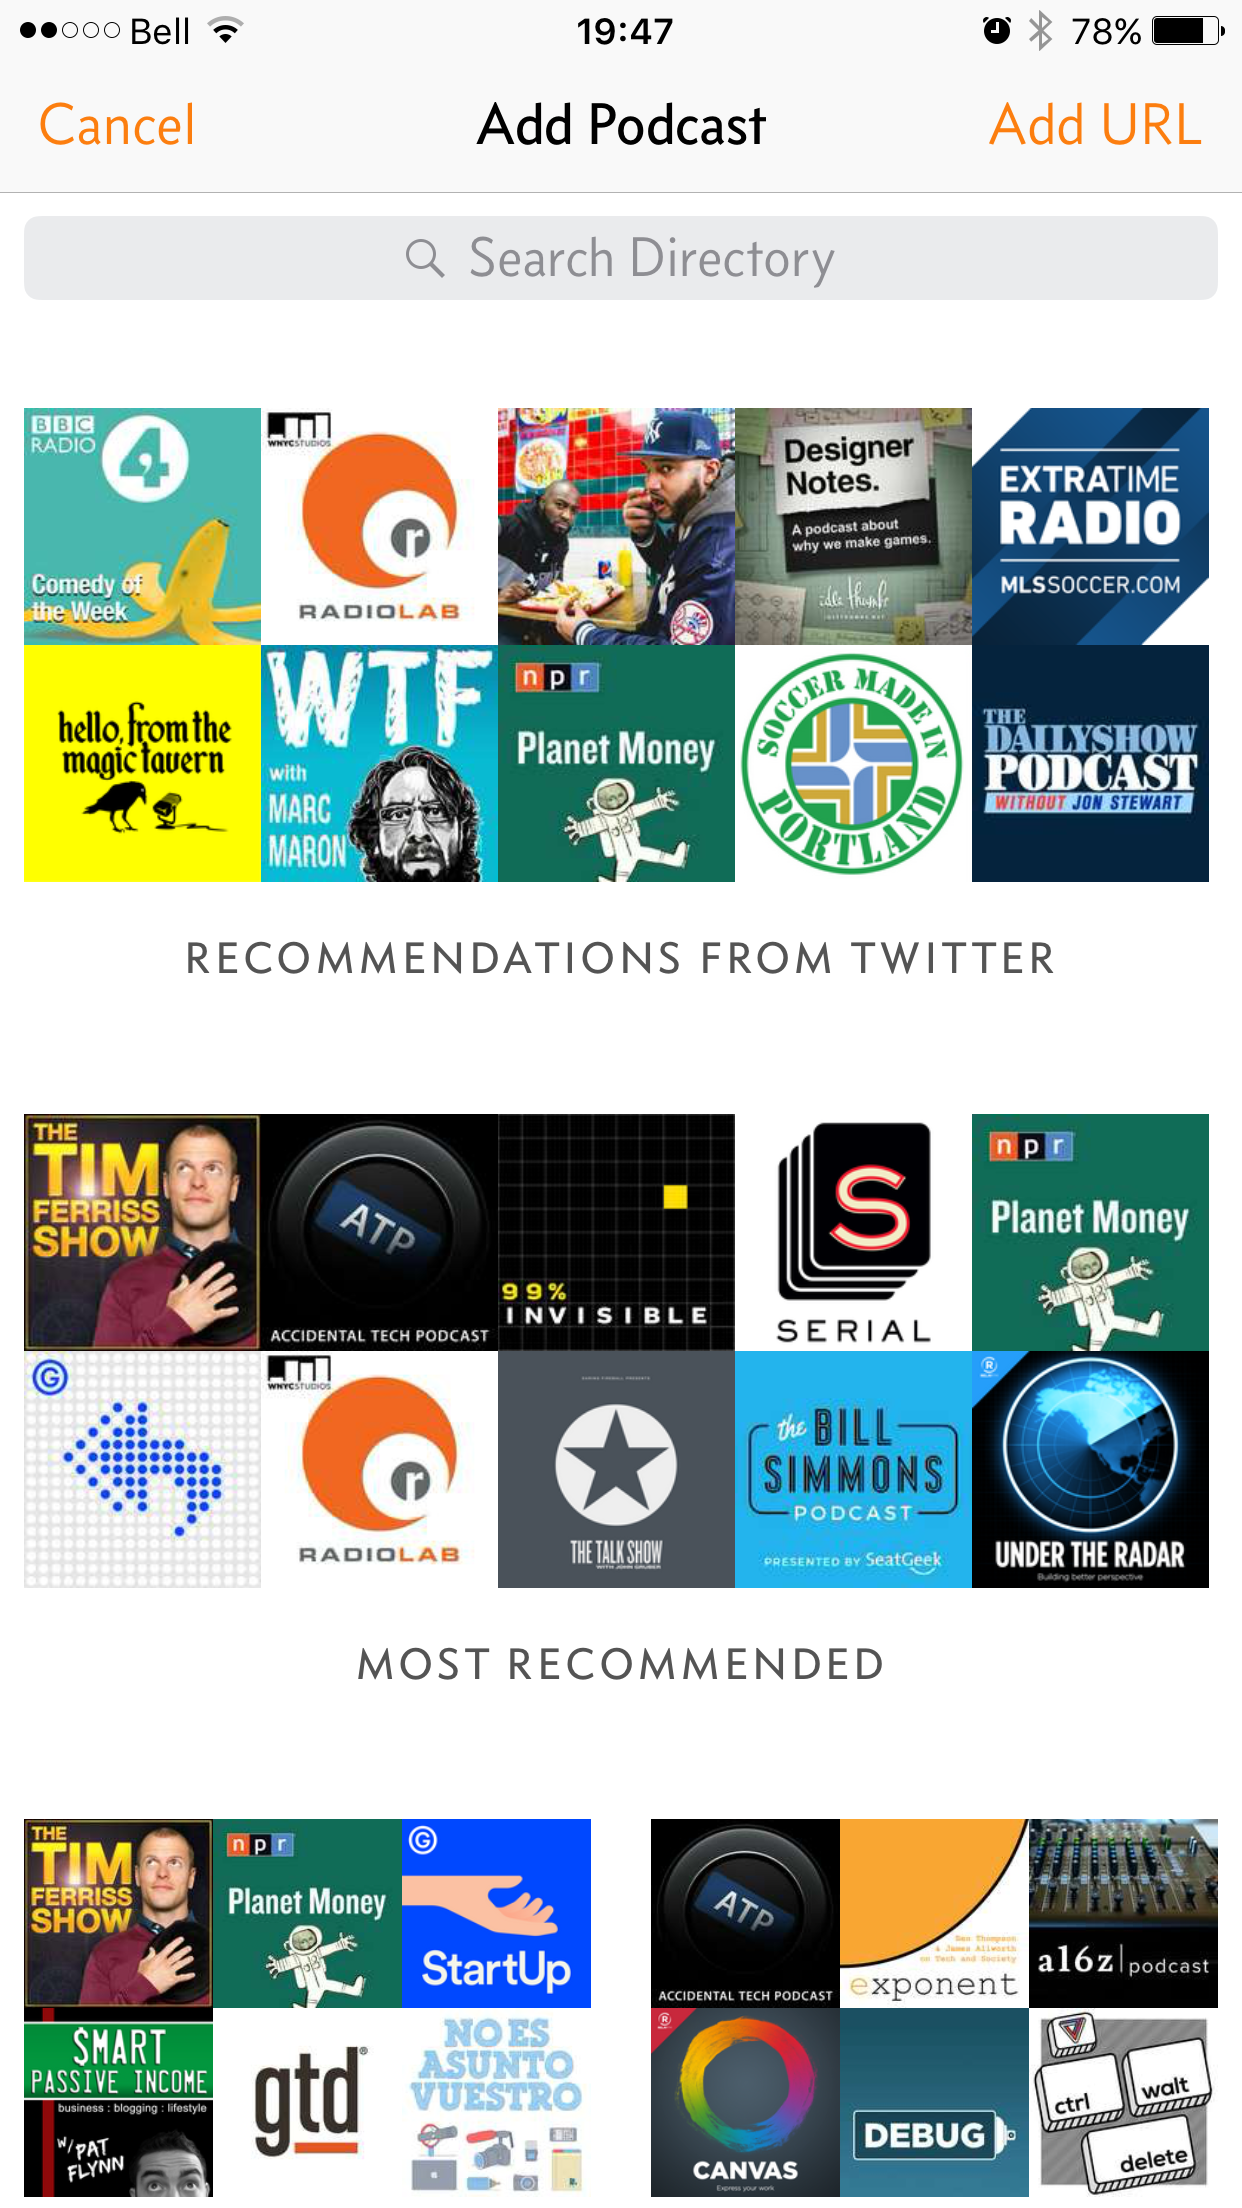 Bell
19:47
78%
Cancel
Add Podcast
Add URL
Search Directory
BBC
RADIO
4
Comedy of
the Week
WNYCSTUDIOS
r
RADIOLAB
Designer
Notes.
A podcast about
why we make games.
idle thumbs
EXTRATIME
RADIO
MLSSOCCER.COM
hello, from the
magic tavern
WTF
with
MARC
MARON
npr
Planet Money
SOCCER MADE IN
PORTLAND
THE
DAILYSHOW
PODCAST
WITHOUT JON STEWART
RECOMMENDATIONS FROM TWITTER
THE
TIM
FERRISS
SHOW
ATP
ACCIDENTAL TECH PODCAST
99%
INVISIBLE
S
SERIAL
npr
Planet Money
G
WNYCSTUDIOS
r
RADIOLAB
DARING FIREBALL PRESENTS
THE TALK SHOW
WITH JOHN GRUBER
the BILL
SIMMONS
PODCAST
PRESENTED BY SeatGeek
R
UNDER THE RADAR
Building better perspective
MOST RECOMMENDED
THE
TIM
FERRISS
SHOW
npr
Planet Money
G
StartUp
ATP
ACCIDENTAL TECH PODCAST
Ben Thompson
& James Allworth
on Tech and Society
exponent
a16z | podcast
$MART
PASSIVE INCOME
business : blogging : lifestyle
W/ PAT
FLYNN
gtd®
NO ES
ASUNTO
VUESTRO
R
CANVAS
Express your work
DEBUG
ctrl
walt
delete